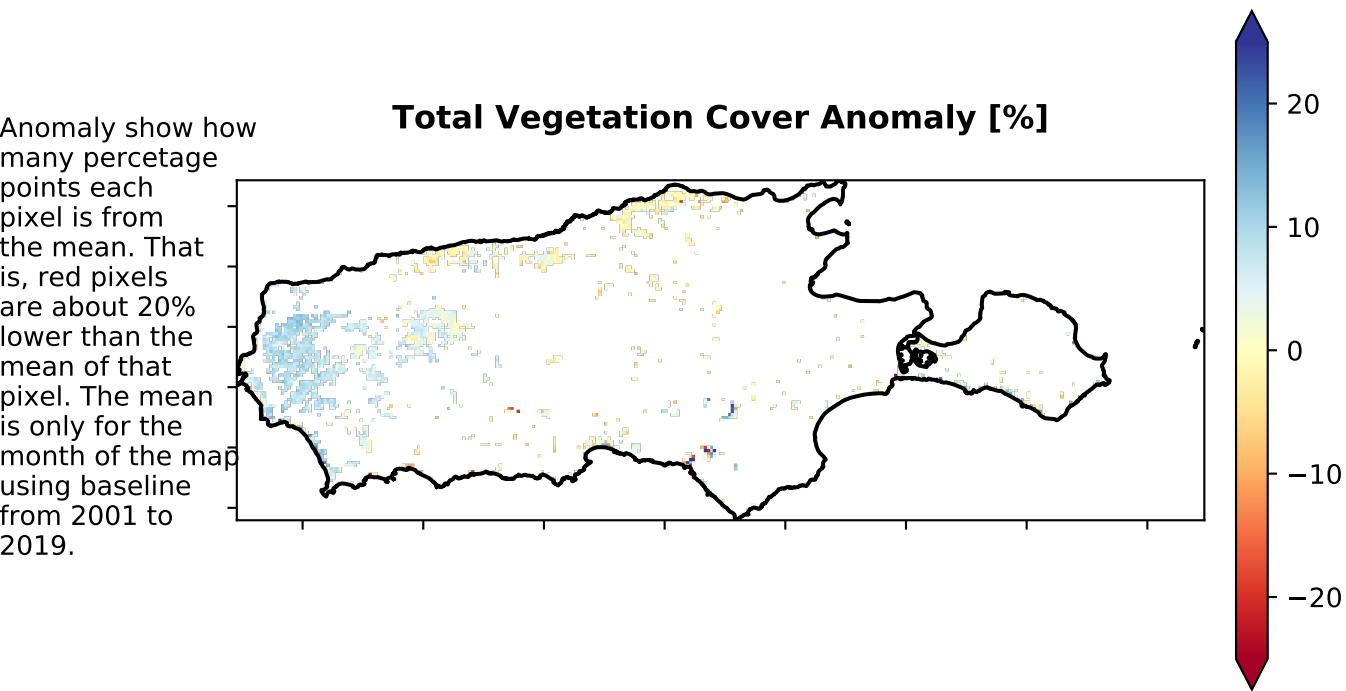 Total Vegetation Cover Anomaly [%]
Anomaly show how
many percetage
points each
pixel is from
the mean. That
is, red pixels
are about 20%
lower than the
mean of that
pixel. The mean
is only for the
month of the map
using baseline
from 2001 to
2019.
20
10
0
−10
−20